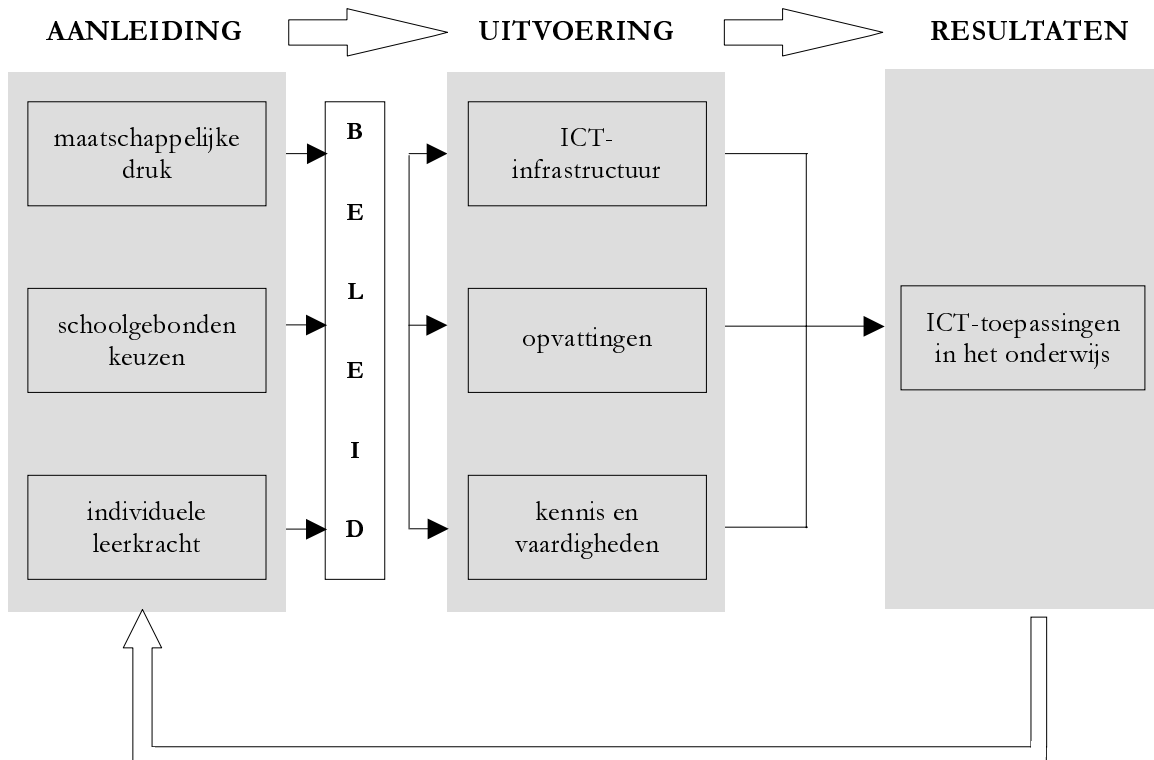 AANLEIDING
UITVOERING
RESULTATEN
maatschappelijke
druk
schoolgebonden
keuzen
individuele
leerkracht
B
E
L
E
I
D
ICT-
infrastructuur
opvattingen
kennis en
vaardigheden
ICT-toepassingen
in het onderwijs